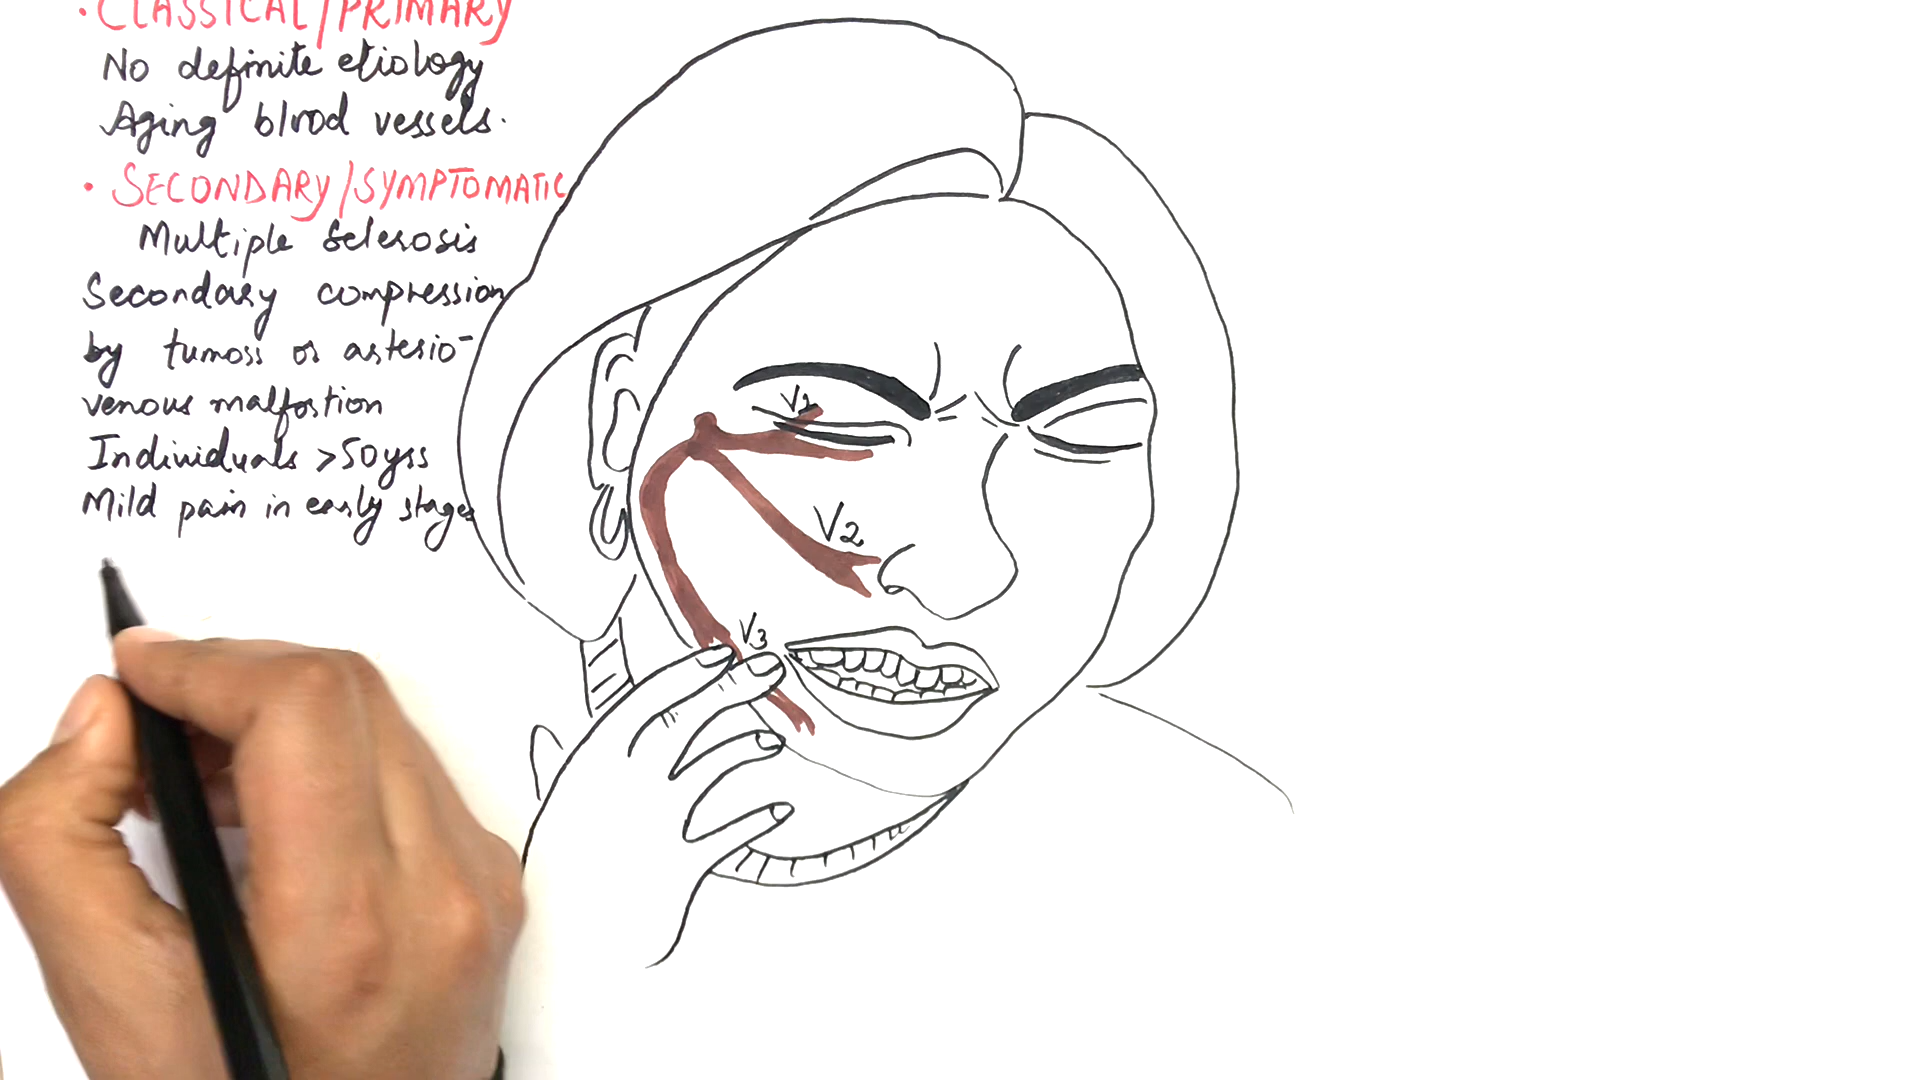 • CLASSICAL/PRIMARY
No definite etiology
Aging blood vessels.
• SECONDARY/SYMPTOMATIC
Multiple Sclerosis
Secondary compression
by tumors or arterio-
venous malfortion
Individuals >50yrs
Mild pain in early stages
V2
V2
V3